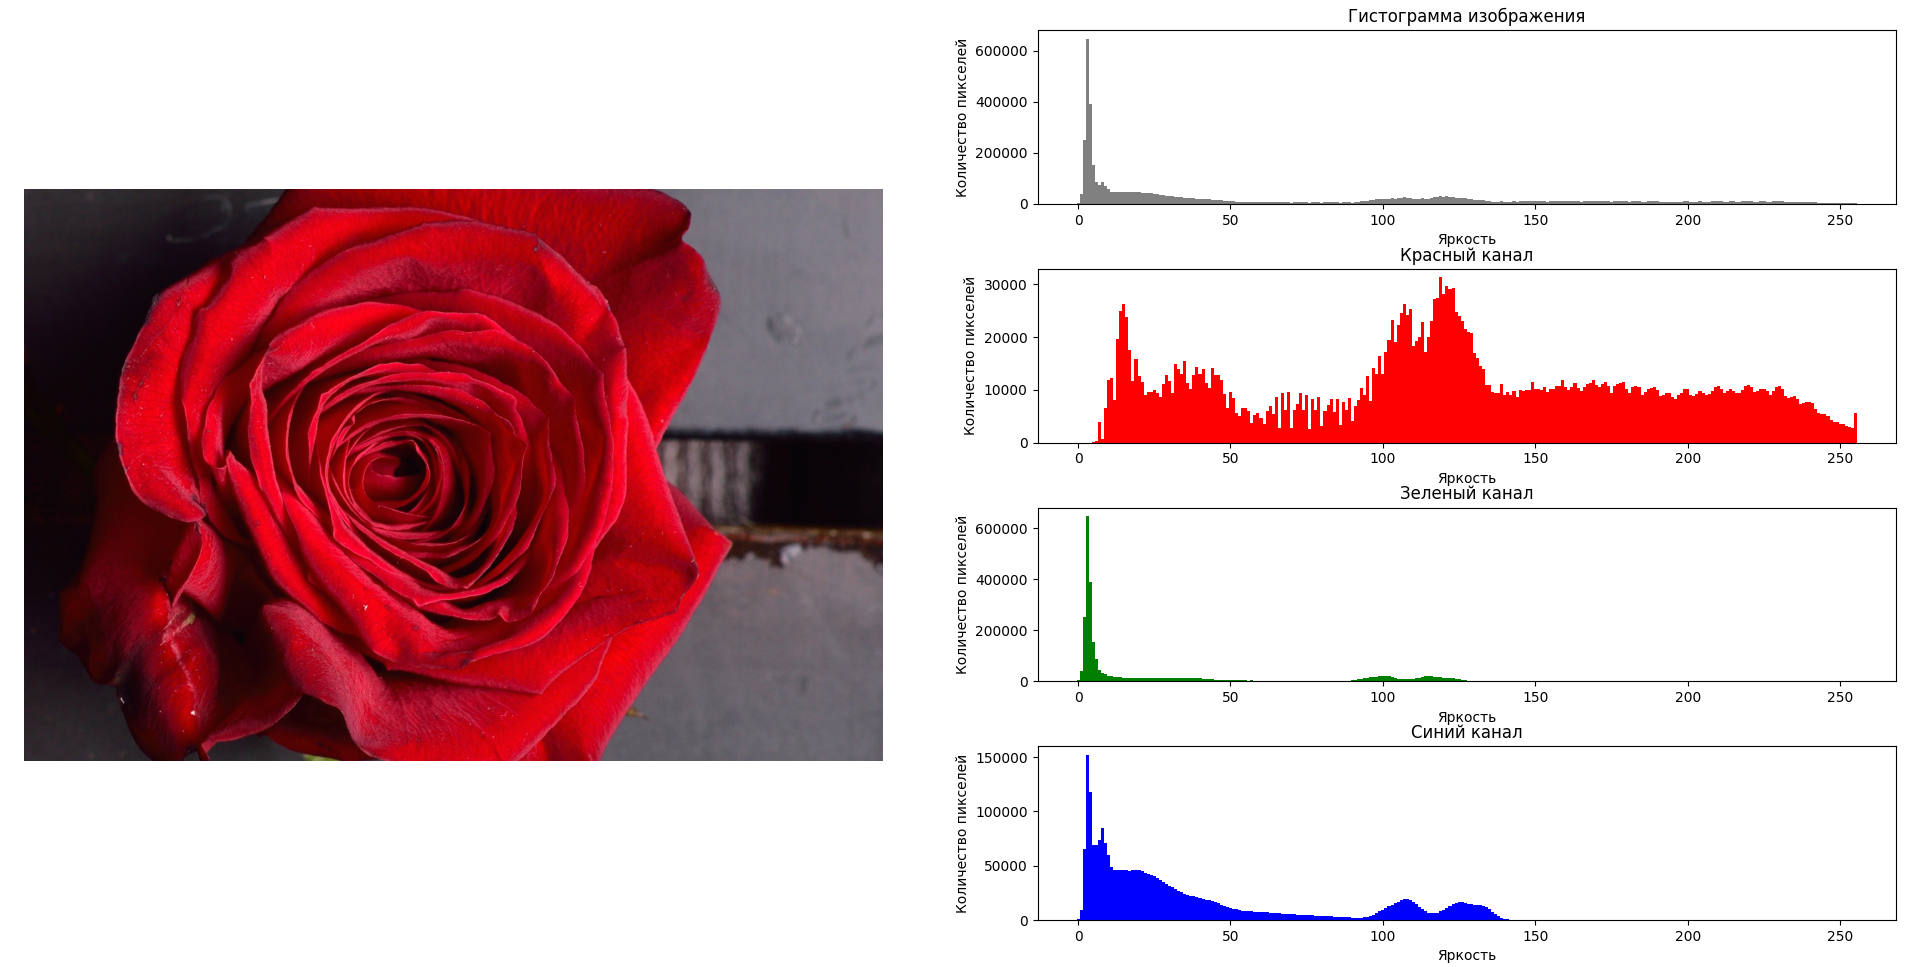 Гистограмма изображения
Количество пикселей
600000
400000
200000
0
0 50 100 150 200 250
Яркость
Красный канал
Количество пикселей
30000
20000
10000
0
0 50 100 150 200 250
Яркость
Зеленый канал
Количество пикселей
600000
400000
200000
0
0 50 100 150 200 250
Яркость
Синий канал
Количество пикселей
150000
100000
50000
0
0 50 100 150 200 250
Яркость